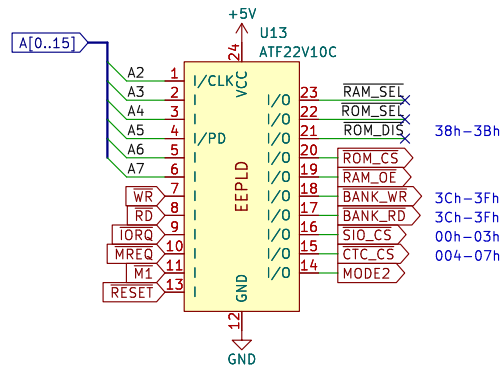 +5V
U13
ATF22V10C
A[0..15]
24
VCC
A2 1 I/CLK
A3 2 I
A4 3 I
A5 4 I/PD
A6 5 I
A7 6 I
WR 7 I
RD 8 I
IORQ 9 I
MREQ 10 I
M1 11 I
RESET 13 I
EEPLD
I/O 23 RAM_SEL
I/O 22 ROM_SEL
I/O 21 ROM_DIS 38h-3Bh
I/O 20 ROM_CS
I/O 19 RAM_OE
I/O 18 BANK_WR 3Ch-3Fh
I/O 17 BANK_RD 3Ch-3Fh
I/O 16 SIO_CS 00h-03h
I/O 15 CTC_CS 004-07h
I/O 14 MODE2
GND
12
GND